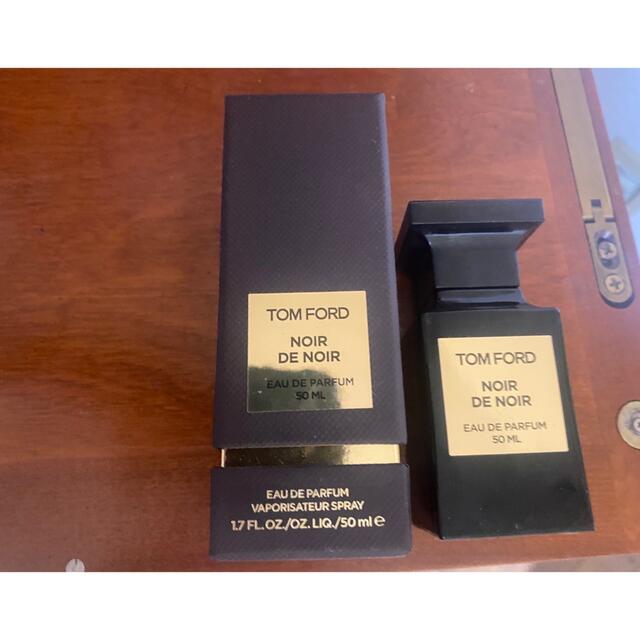 TOM FORD
NOIR
DE NOIR
EAU DE PARFUM
50 ML
EAU DE PARFUM
VAPORISATEUR SPRAY
1.7 FL. OZ./OZ. LIQ./50 ml e
TOM FORD
NOIR
DE NOIR
EAU DE PARFUM
50 ML